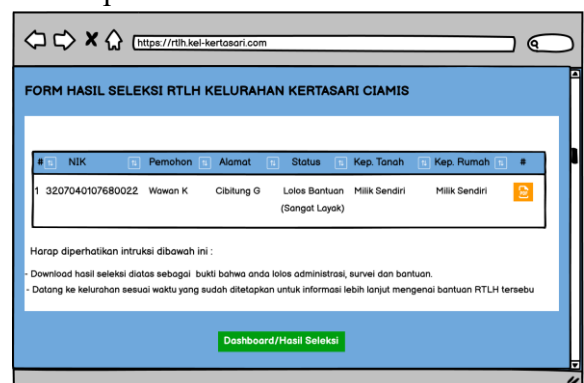 https://rtlh.kel-kertasari.com
FORM HASIL SELEKSI RTLH KELURAHAN KERTASARI CIAMIS
# NIK Pemohon Alamat Status Kep. Tanah Kep. Rumah #
1 3207040107680022 Wawan K Cibitung G Lolos Bantuan Milik Sendiri Milik Sendiri
(Sangat Layak)
Harap diperhatikan intruksi dibawah ini :
- Download hasil seleksi diatas sebagai bukti bahwa anda lolos administrasi, survei dan bantuan.
- Datang ke kelurahan sesuai waktu yang sudah ditetapkan untuk informasi lebih lanjut mengenai bantuan RTLH tersebu
Dashboard/Hasil Seleksi